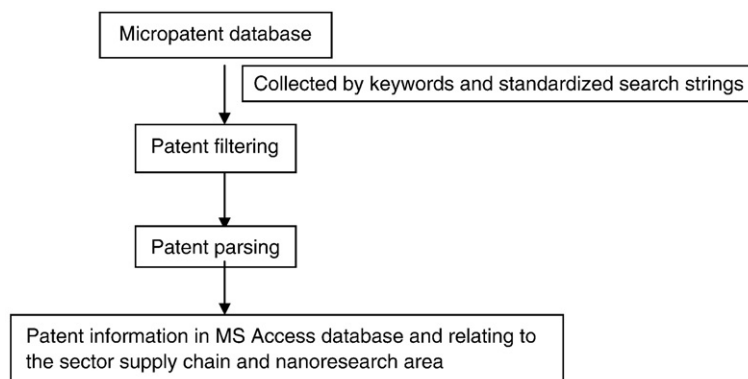 Micropatent database
Collected by keywords and standardized search strings
Patent filtering
Patent parsing
Patent information in MS Access database and relating to
the sector supply chain and nanoresearch area